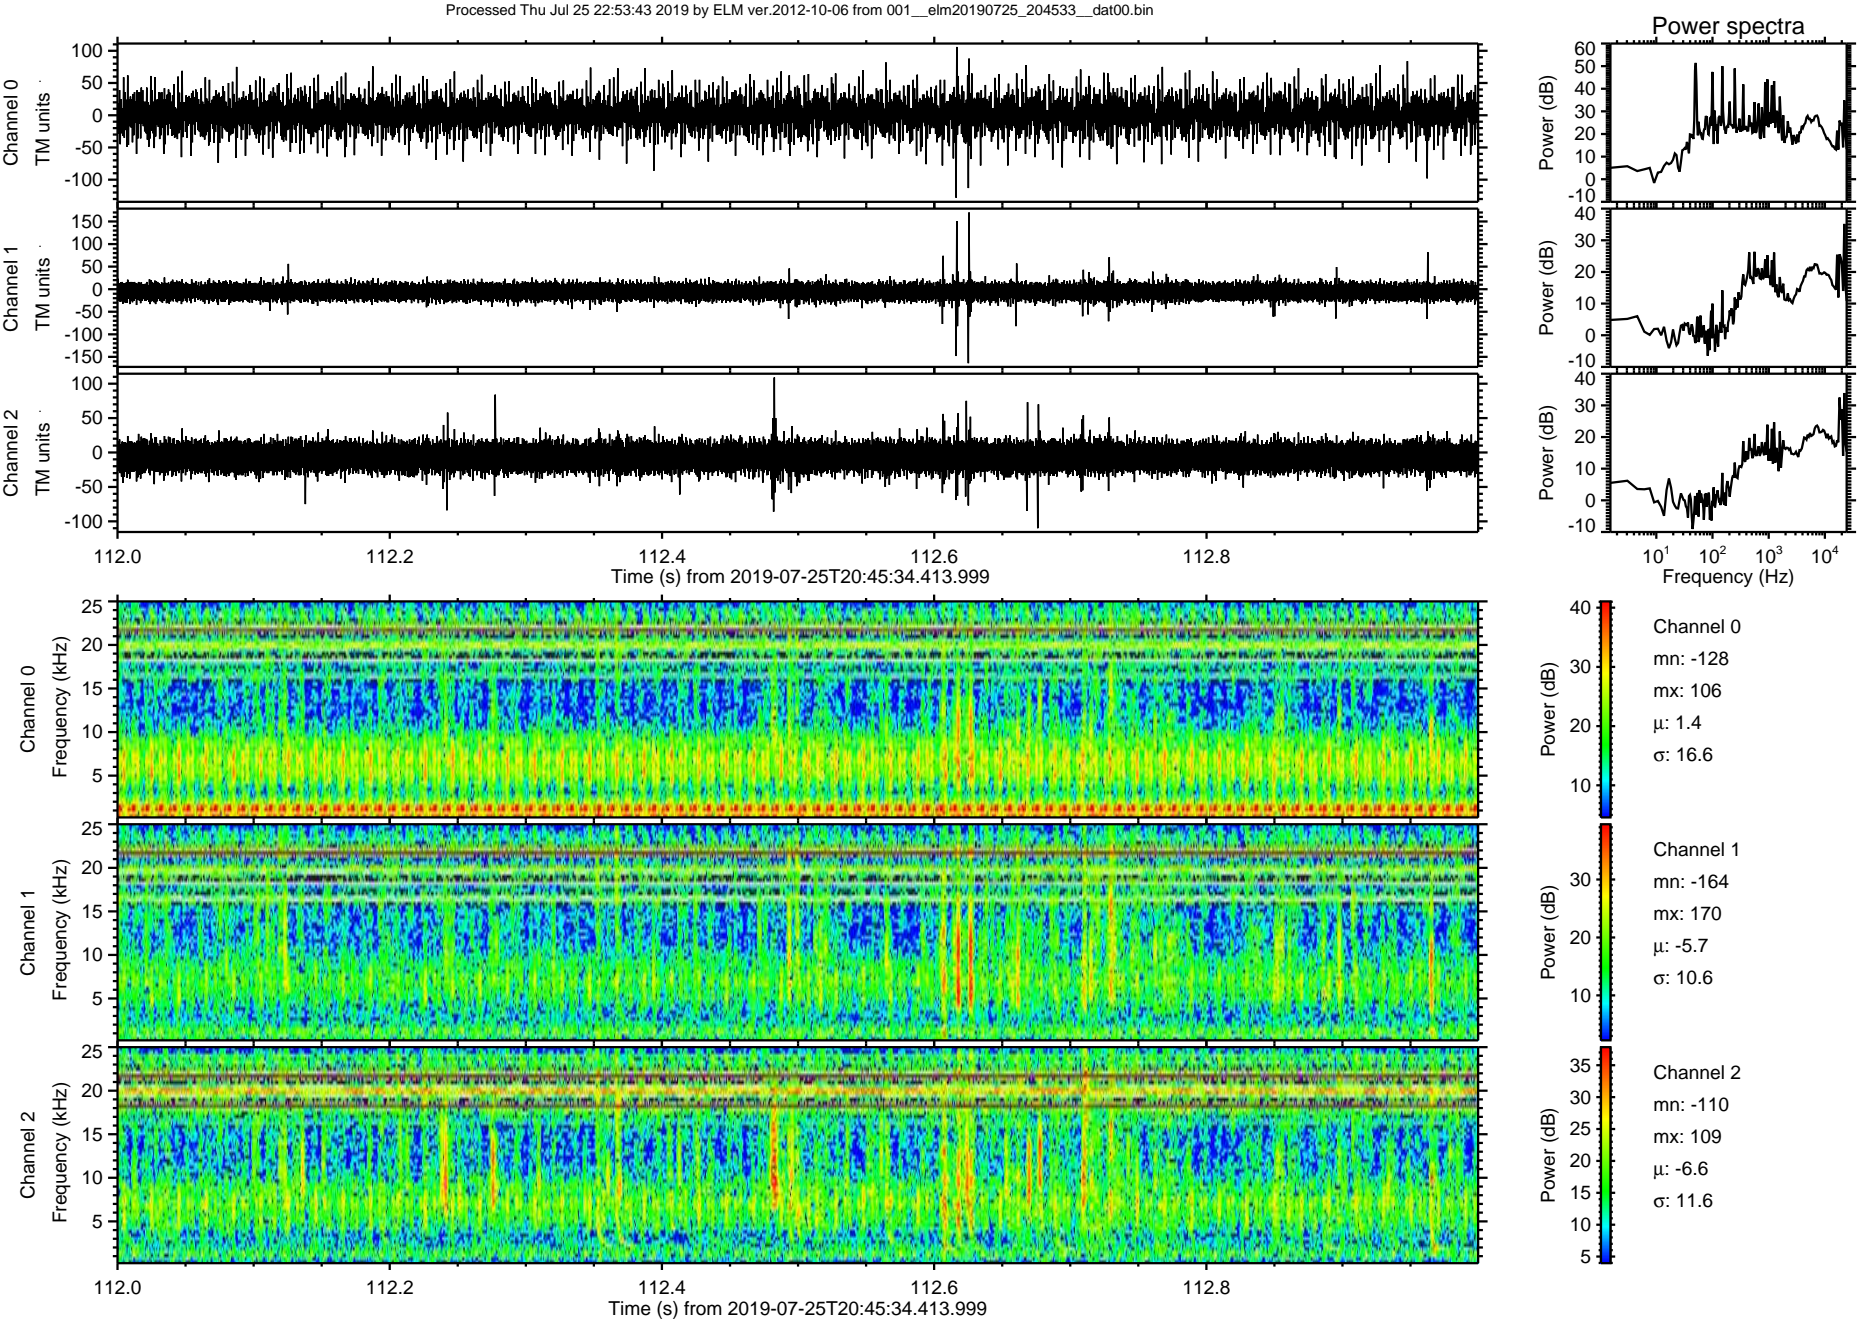 Processed Thu Jul 25 22:53:43 2019 by ELM ver.2012-10-06 from 001__elm20190725_204533__dat00.bin
Power spectra
Channel 0
TM units
100
50
0
-50
-100
Power (dB)
60
50
40
30
20
10
0
-10
Channel 1
TM units
150
100
50
0
-50
-100
-150
Power (dB)
40
30
20
10
0
-10
Channel 2
TM units
100
50
0
-50
-100
Power (dB)
40
30
20
10
0
-10
112.0 112.2 112.4 112.6 112.8
Time (s) from 2019-07-25T20:45:34.413.999
10¹ 10² 10³ 10⁴
Frequency (Hz)
Channel 0
Frequency (kHz)
25
20
15
10
5
Power (dB)
40
30
20
10
Channel 0
mn: -128
mx: 106
μ: 1.4
σ: 16.6
Channel 1
Frequency (kHz)
25
20
15
10
5
Power (dB)
30
20
10
Channel 1
mn: -164
mx: 170
μ: -5.7
σ: 10.6
Channel 2
Frequency (kHz)
25
20
15
10
5
Power (dB)
35
30
25
20
15
10
5
Channel 2
mn: -110
mx: 109
μ: -6.6
σ: 11.6
112.0 112.2 112.4 112.6 112.8
Time (s) from 2019-07-25T20:45:34.413.999